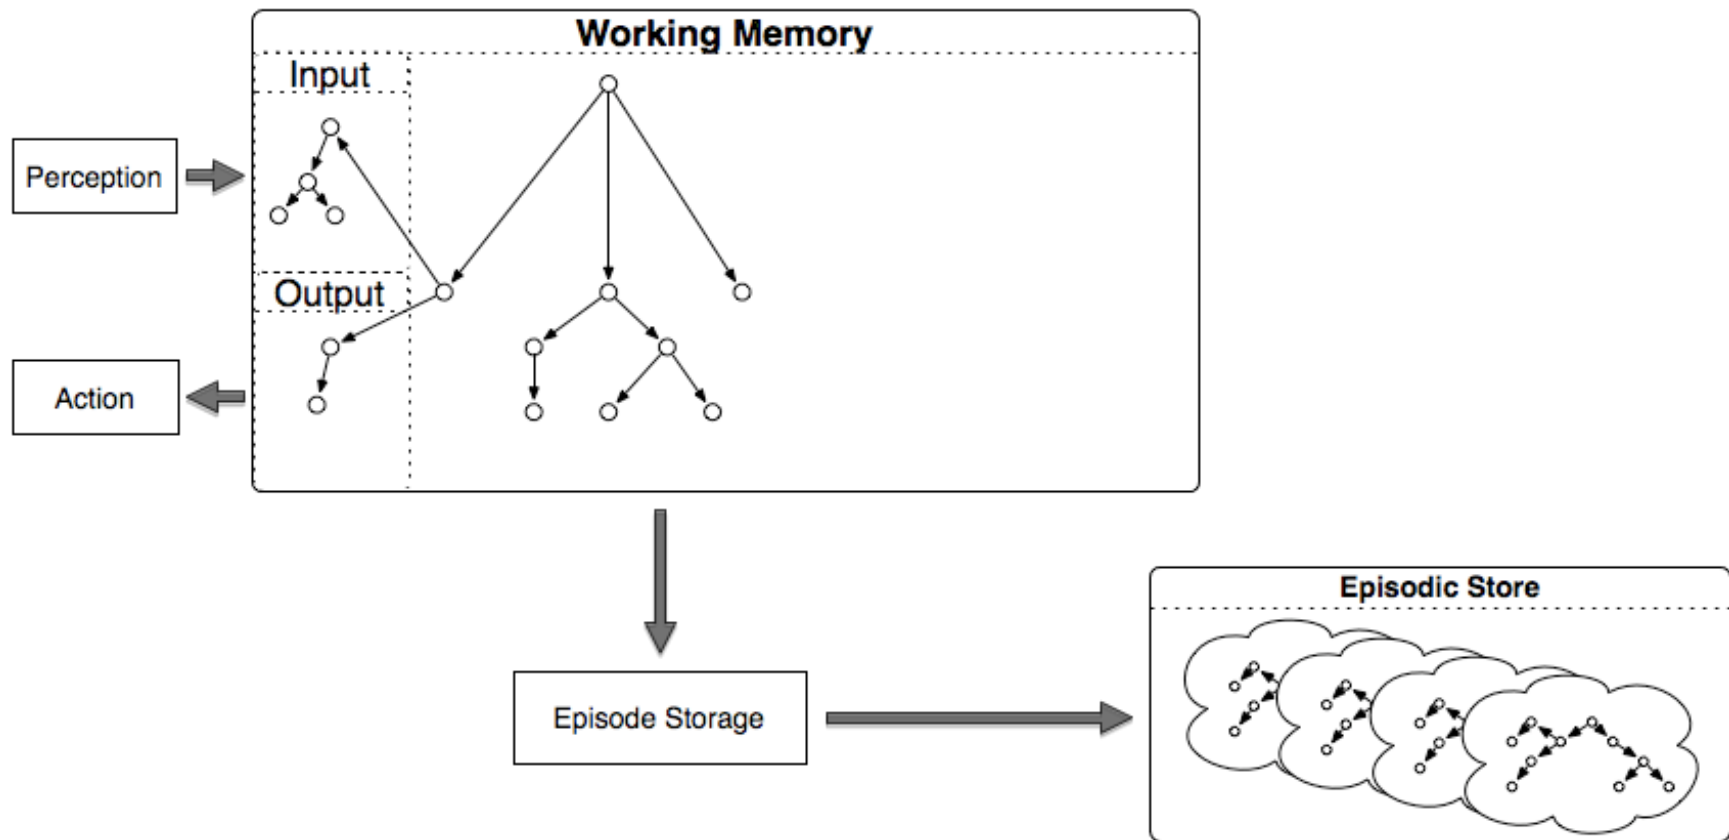 Working Memory
Input
Perception
Output
Action
Episodic Store
Episode Storage